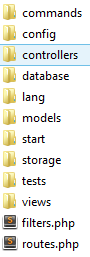 commands
config
controllers
database
lang
models
start
storage
tests
views
filters.php
routes.php